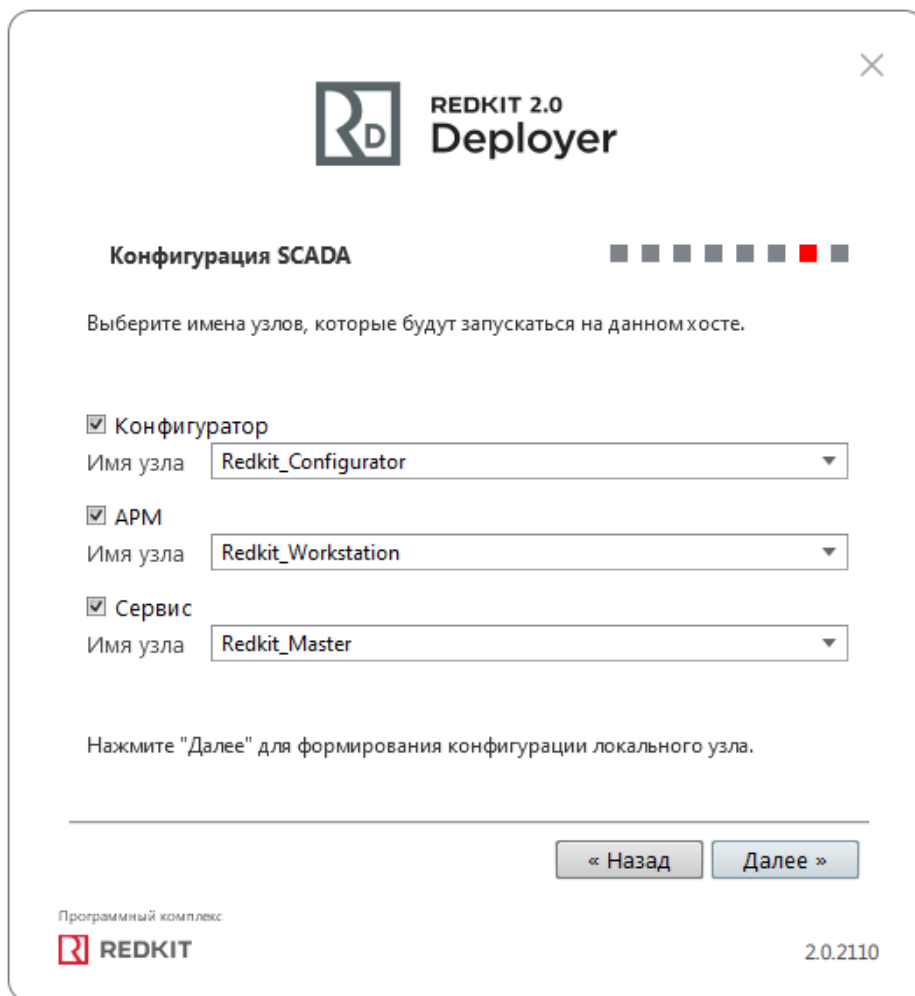 REDKIT 2.0
Deployer
Конфигурация SCADA
Выберите имена узлов, которые будут запускаться на данном хосте.
Конфигуратор
Имя узла Redkit_Configurator
АРМ
Имя узла Redkit_Workstation
Сервис
Имя узла Redkit_Master
Нажмите "Далее" для формирования конфигурации локального узла.
« Назад Далее »
Программный комплекс
REDKIT 2.0.2110